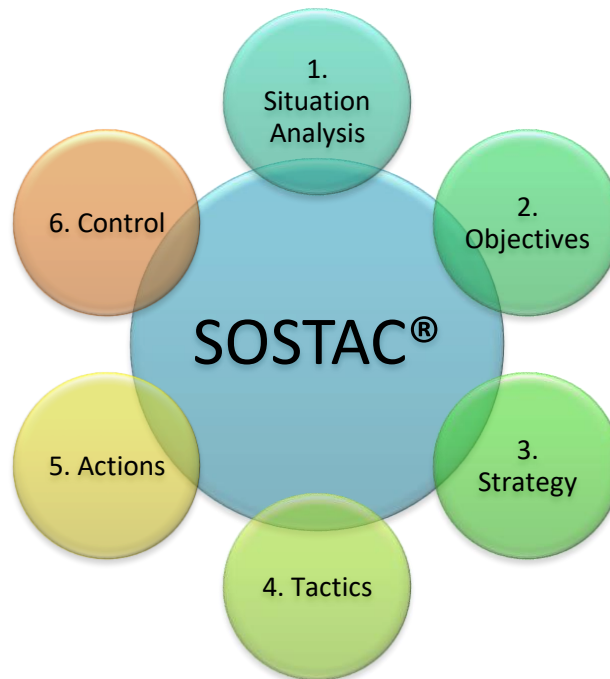 1.
Situation
Analysis
2.
Objectives
3.
Strategy
4. Tactics
5. Actions
6. Control
SOSTAC®